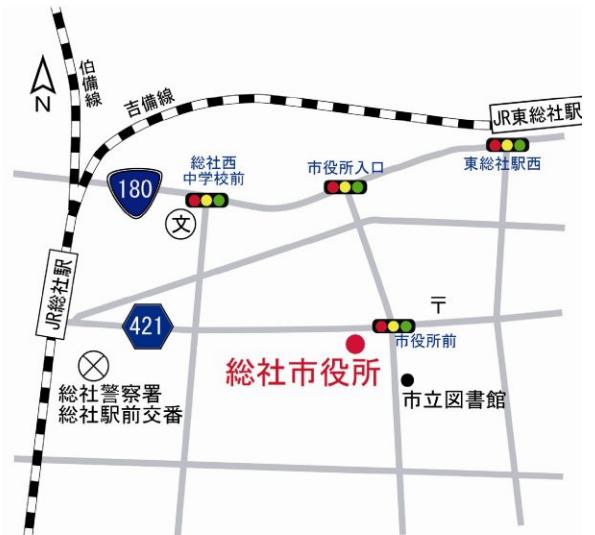 伯備線
吉備線
N
JR東総社駅
総社西
中学校前
市役所入口
東総社駅西
180
文
JR総社駅
421
〒
市役所前
総社市役所
総社警察署
総社駅前交番
市立図書館